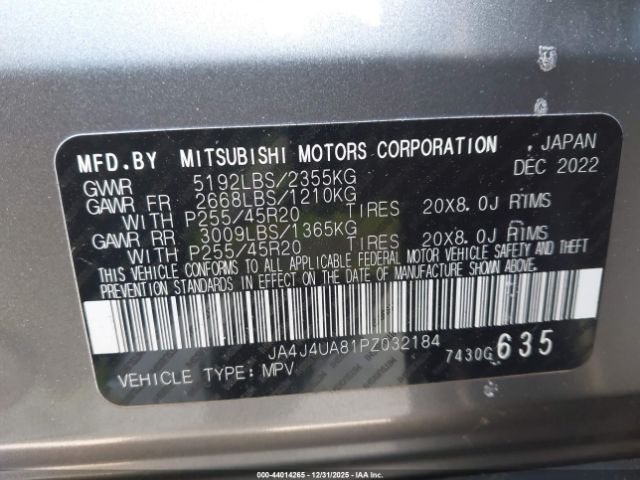 MFD.BY MITSUBISHI MOTORS CORPORATION , JAPAN
GVWR 5192LBS/2355KG DEC 2022
GAWR FR 2668LBS/1210KG
WITH P255/45R20 TIRES 20X8.0J RIMS
GAWR RR 3009LBS/1365KG
WITH P255/45R20 TIRES 20X8.0J RIMS
THIS VEHICLE CONFORMS TO ALL APPLICABLE FEDERAL MOTOR VEHICLE SAFETY AND THEFT
PREVENTION STANDARDS IN EFFECT ON THE DATE OF MANUFACTURE SHOWN ABOVE.
JA4J4UA81PZ032184 7430G 635
VEHICLE TYPE: MPV
000-44014265 - 12/31/2025 - IAA Inc.